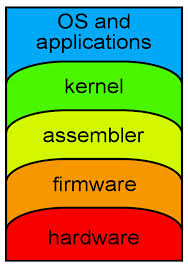 OS and
applications
kernel
assembler
firmware
hardware